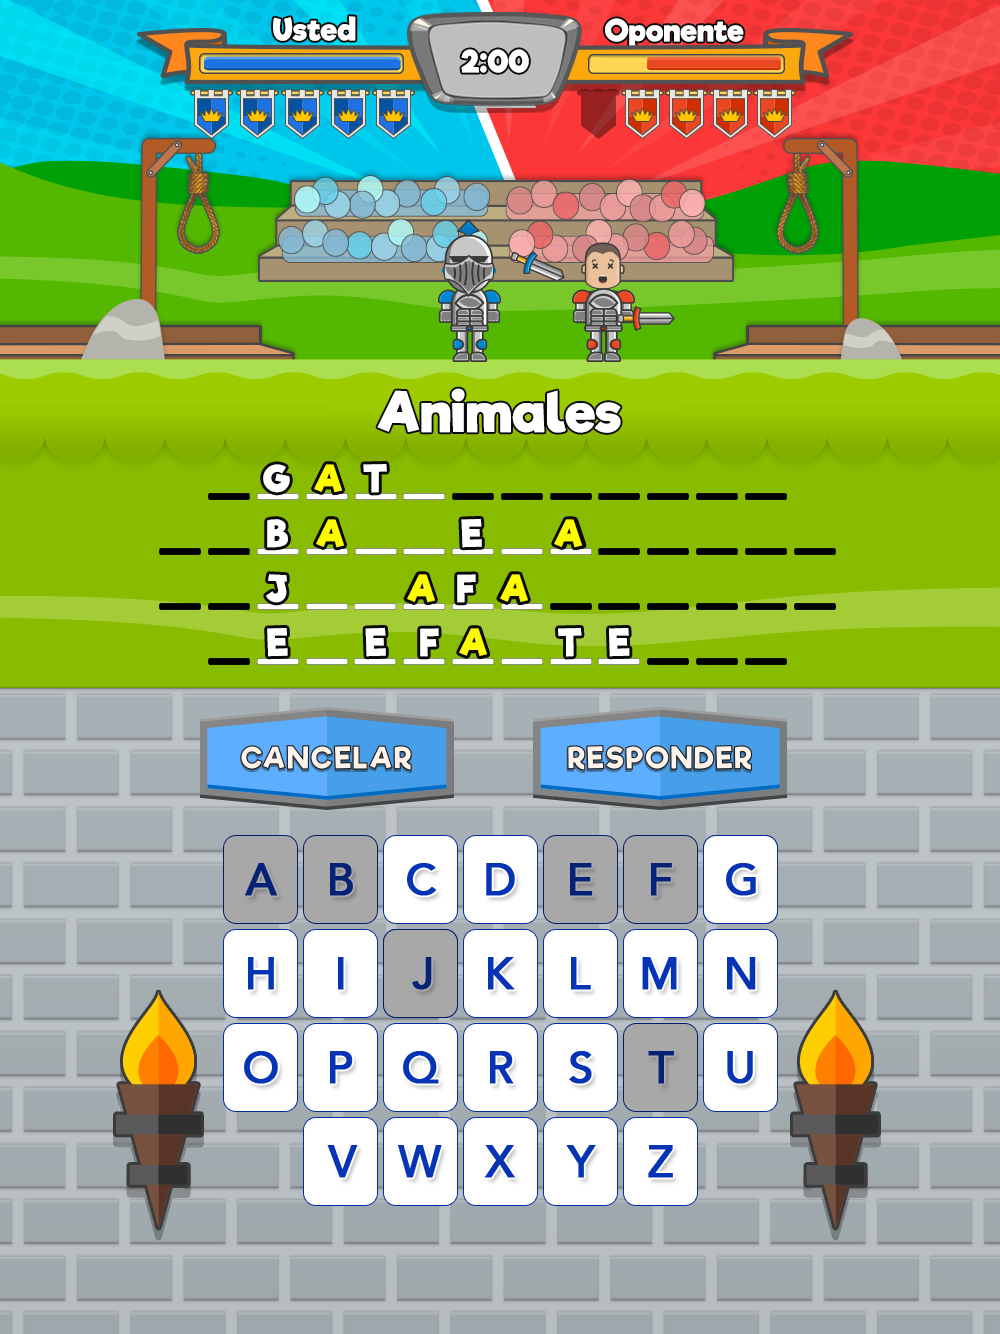 Usted 2:00 Oponente
Animales
G A T
B A E A
J A F A
E E F A T E
CANCELAR RESPONDER
A B C D E F G
H I J K L M N
O P Q R S T U
V W X Y Z